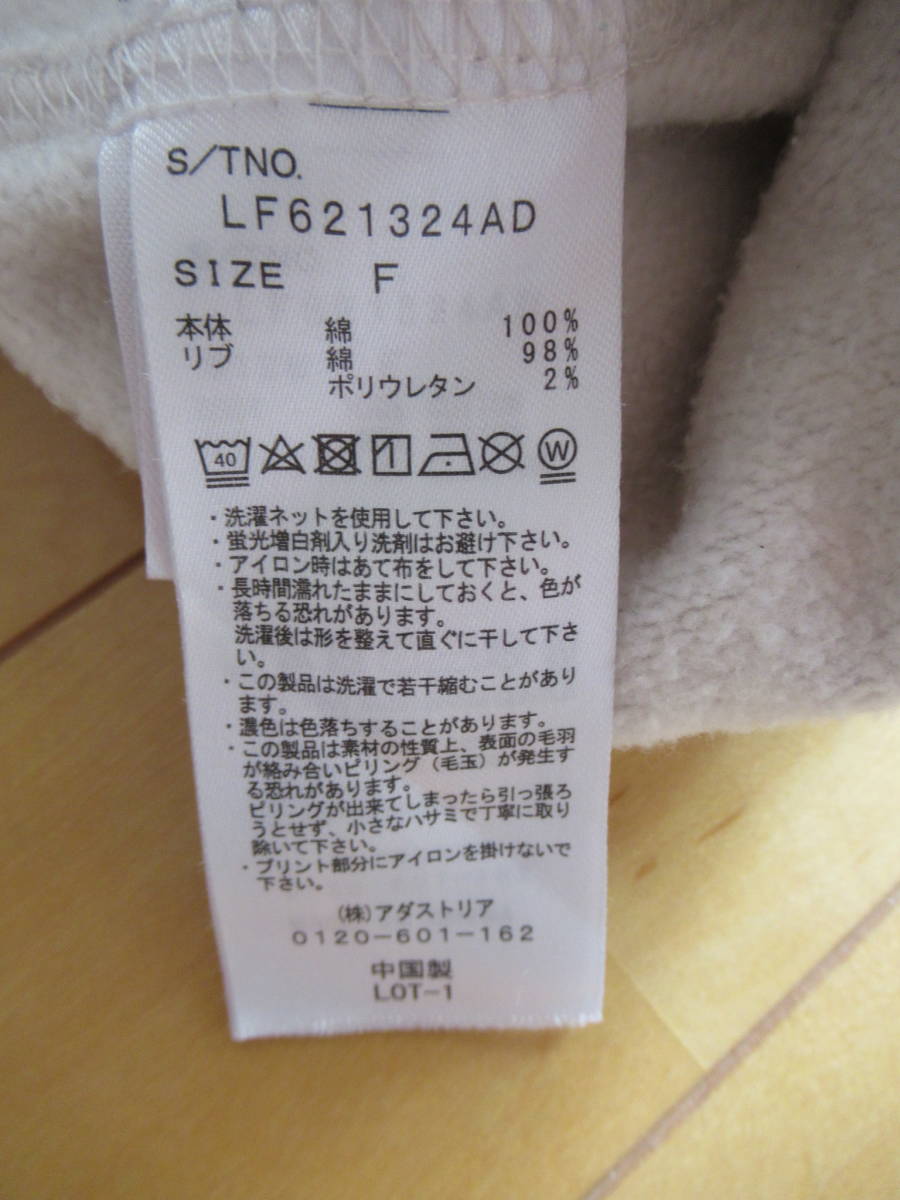 S/TNO.
LF621324AD
SIZE F
本体 綿 100%
リブ 綿 98%
ポリウレタン 2%
40 1 W
・洗濯ネットを使用して下さい。
・蛍光増白剤入り洗剤はお避け下さい。
・アイロン時はあて布をして下さい。
・長時間濡れたままにしておくと、色が
落ちる恐れがあります。
洗濯後は形を整えて直ぐに干して下さ
い。
・この製品は洗濯で若干縮むことがあり
ます。
・濃色は色落ちすることがあります。
・この製品は素材の性質上、表面の毛羽
が絡み合いピリング（毛玉）が発生す
る恐れがあります。
ピリングが出来てしまったら引っ張ろ
うとせず、小さなハサミで丁寧に取り
除いて下さい。
・プリント部分にアイロンを掛けないで
下さい。
(株)アダストリア
0120-601-162
中国製
LOT-1